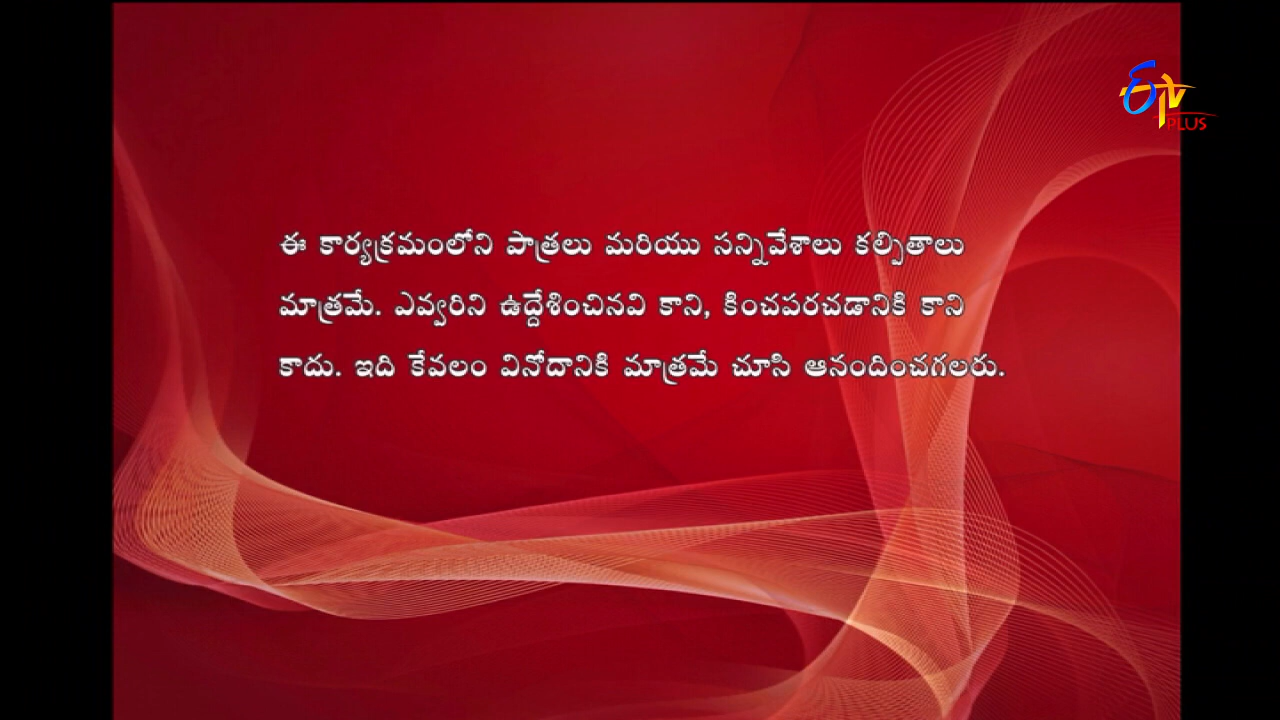 ETV
PLUS
ఈ కార్యక్రమంలోని పాత్రలు మరియు సన్నివేశాలు కల్పితాలు
మాత్రమే. ఎవ్వరిని ఉద్దేశించినవి కాని, కించపరచడానికి కాని
కాదు. ఇది కేవలం వినోదానికి మాత్రమే చూసి ఆనందించగలరు.